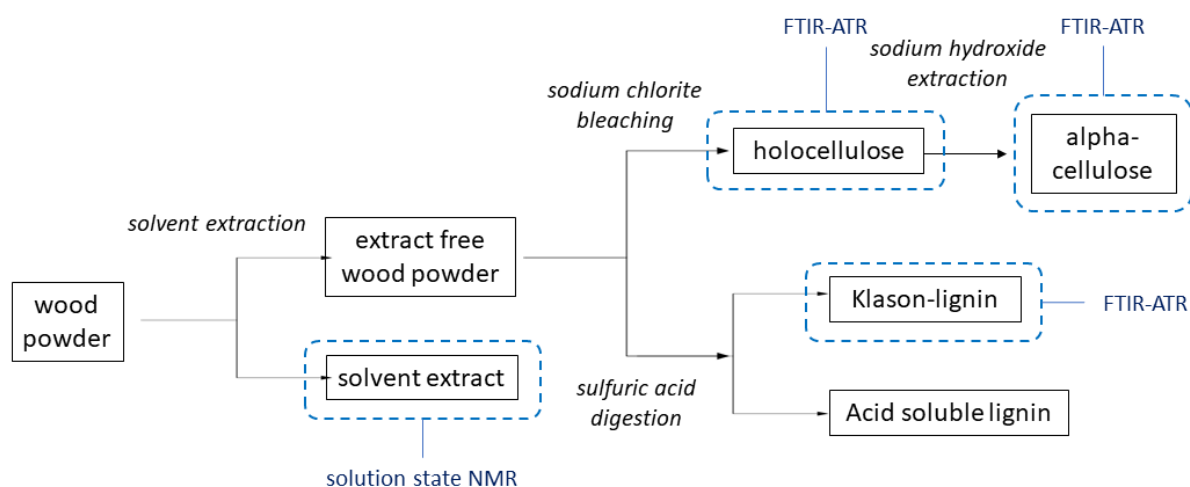 FTIR-ATR
FTIR-ATR
sodium hydroxide
extraction
sodium chlorite
bleaching
holocellulose
alpha-
cellulose
solvent extraction
extract free
wood powder
wood
powder
Klason-lignin
FTIR-ATR
solvent extract
sulfuric acid
digestion
Acid soluble lignin
solution state NMR